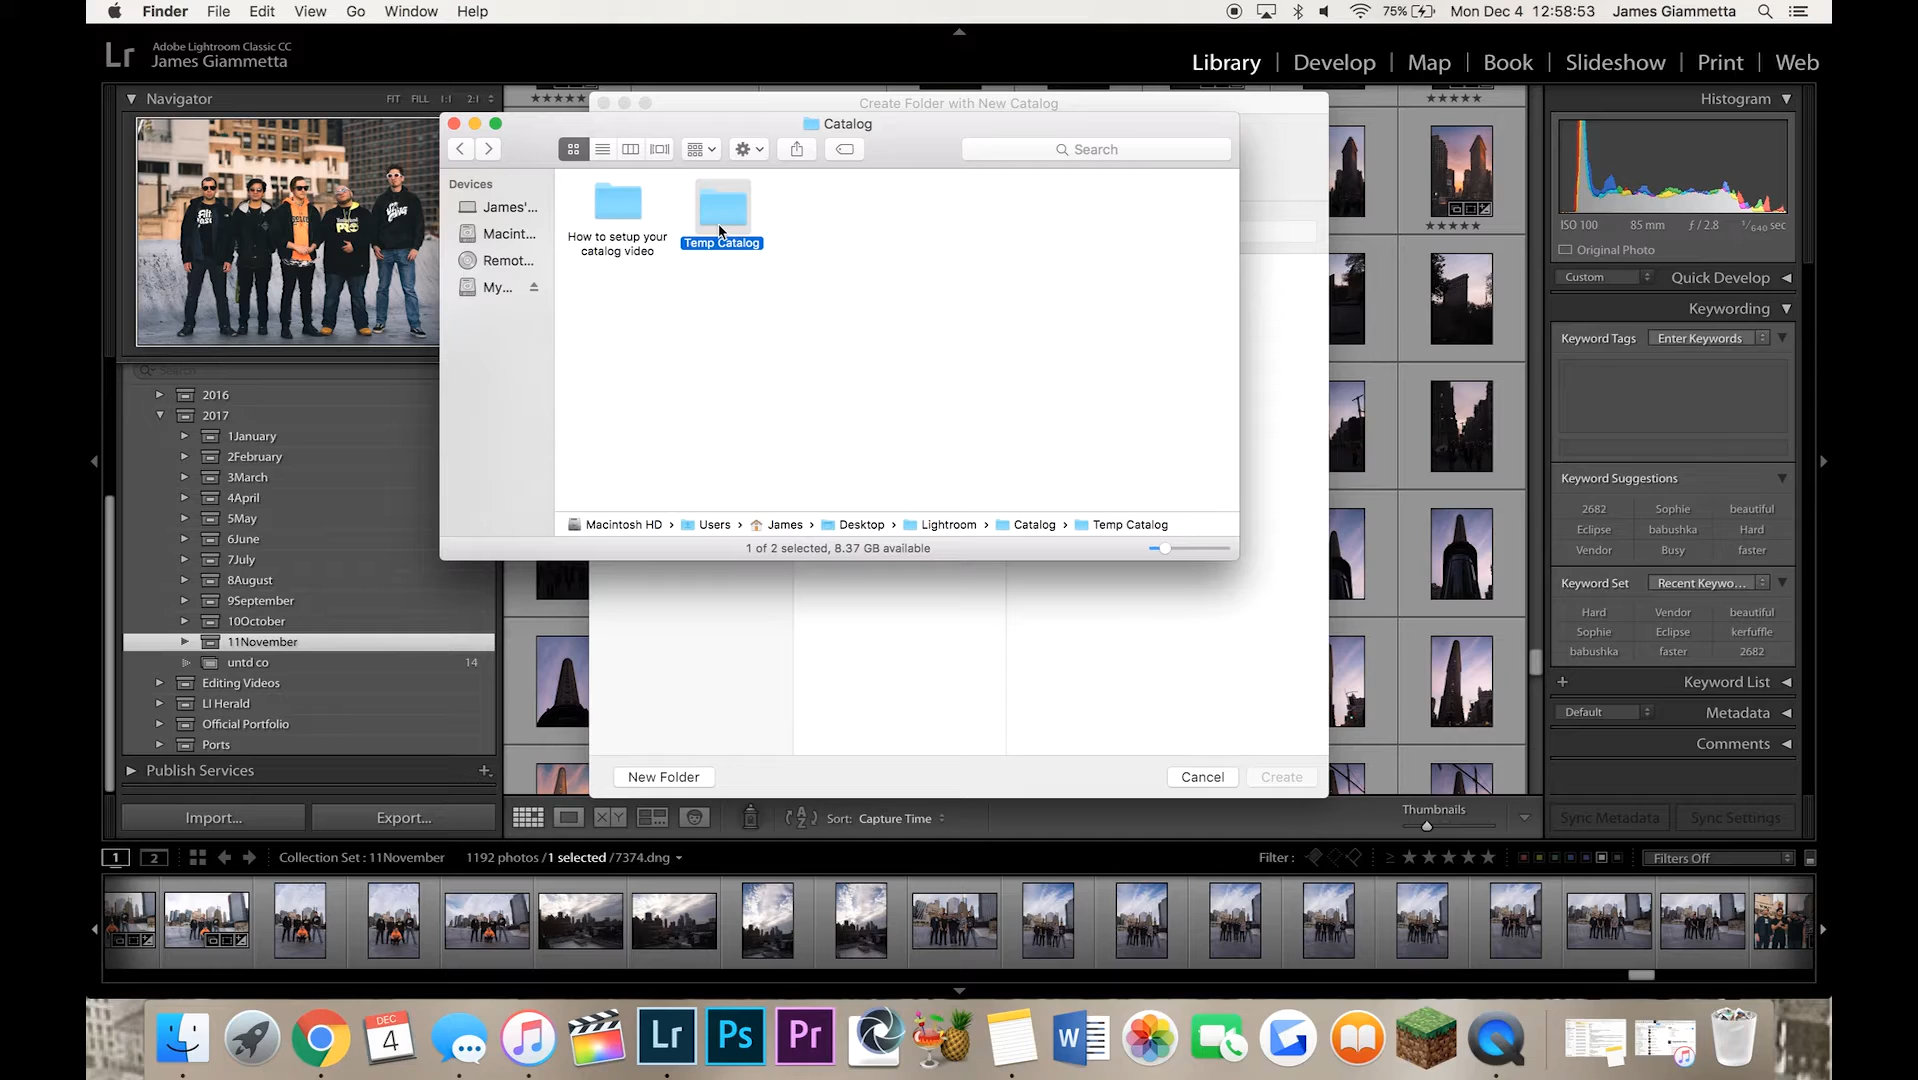 Finder File Edit View Go Window Help
75% Mon Dec 4 12:58:53 James Giammetta
Lr Adobe Lightroom Classic CC
James Giammetta
Library | Develop | Map | Book | Slideshow | Print | Web
Navigator FIT FILL 1:1 2:1
Create Folder with New Catalog
Catalog
Search
Devices
James'...
Macint...
Remot...
My...
How to setup your
catalog video
Temp Catalog
Macintosh HD › Users › James › Desktop › Lightroom › Catalog › Temp Catalog
1 of 2 selected, 8.37 GB available
New Folder Cancel Create
Search
2016
2017
1January
2February
3March
4April
5May
6June
7July
8August
9September
10October
11November
untd co 14
Editing Videos
LI Herald
Official Portfolio
Ports
Publish Services +
Import... Export...
Histogram
ISO 100 85 mm ƒ / 2.8 1/640 sec
Original Photo
Custom Quick Develop
Keywording
Keyword Tags Enter Keywords
Keyword Suggestions
2682 Sophie beautiful
Eclipse babushka Hard
Vendor Busy faster
Keyword Set Recent Keywo...
Hard Vendor beautiful
Sophie Eclipse kerfuffle
babushka faster 2682
+ Keyword List
Default Metadata
Comments
Sync Metadata Sync Settings
X Y Sort: Capture Time Thumbnails
1 2 Collection Set : 11November 1192 photos / 1 selected / 7374.dng Filter : ≥ Filters Off
DEC
4
Lr Ps Pr W